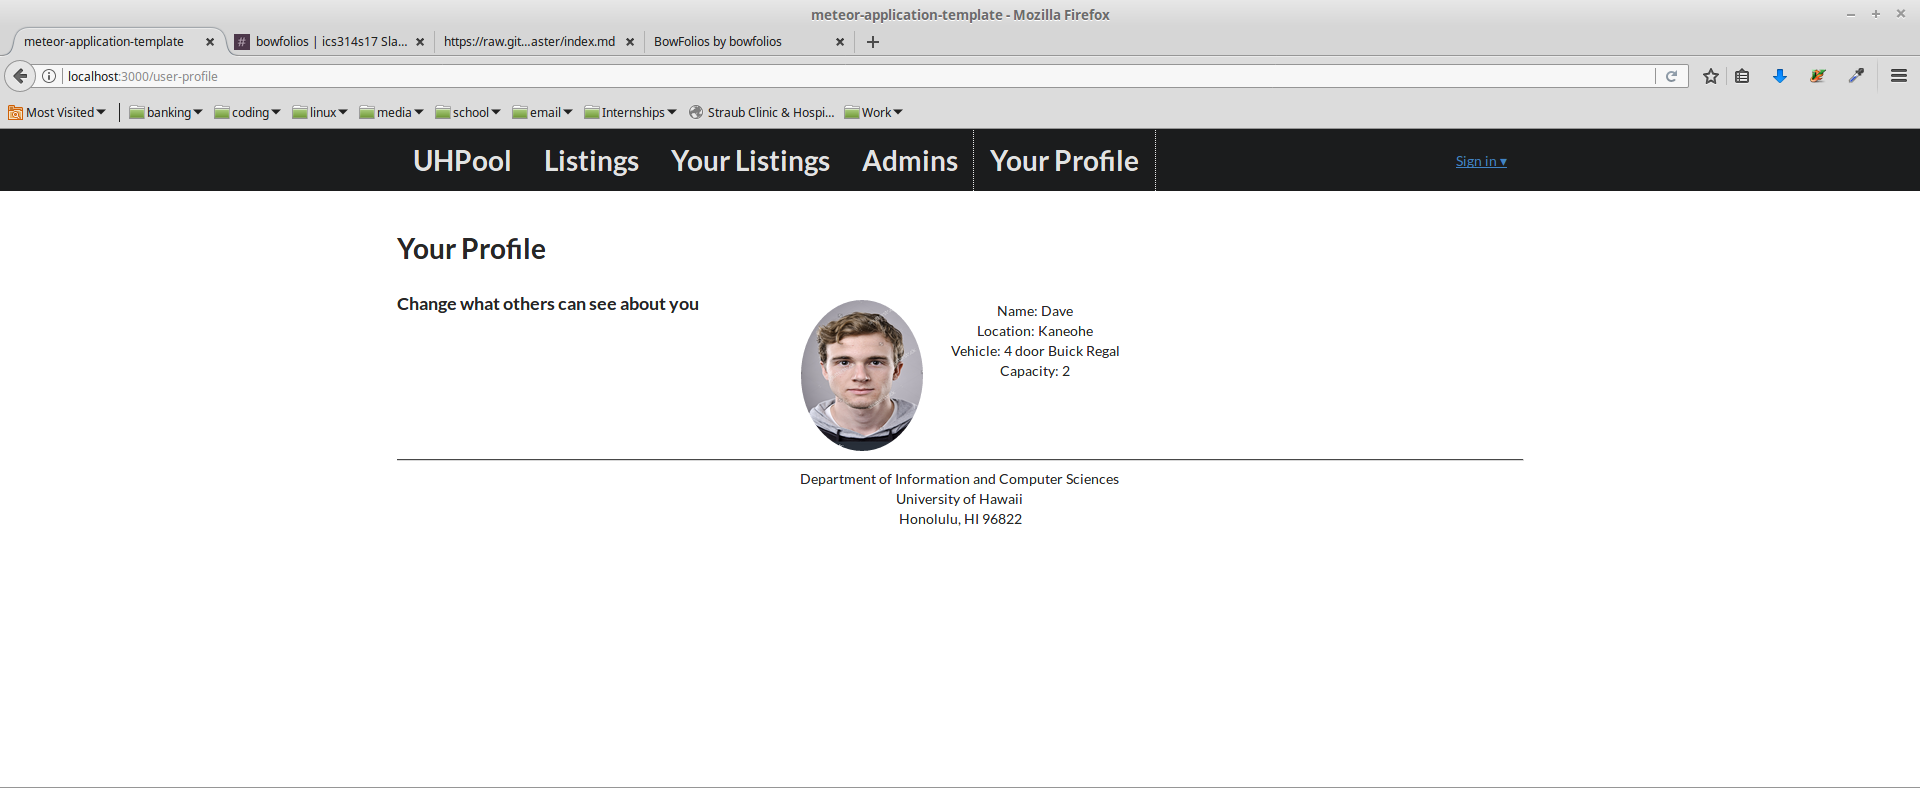 meteor-application-template - Mozilla Firefox
meteor-application-template
# bowfolios | ics314s17 Sla...
https://raw.git...aster/index.md
BowFolios by bowfolios
localhost:3000/user-profile
Most Visited banking coding linux media school email Internships Straub Clinic & Hospi... Work
UHPool Listings Your Listings Admins Your Profile Sign in ▾
Your Profile
Change what others can see about you
Name: Dave
Location: Kaneohe
Vehicle: 4 door Buick Regal
Capacity: 2
Department of Information and Computer Sciences
University of Hawaii
Honolulu, HI 96822